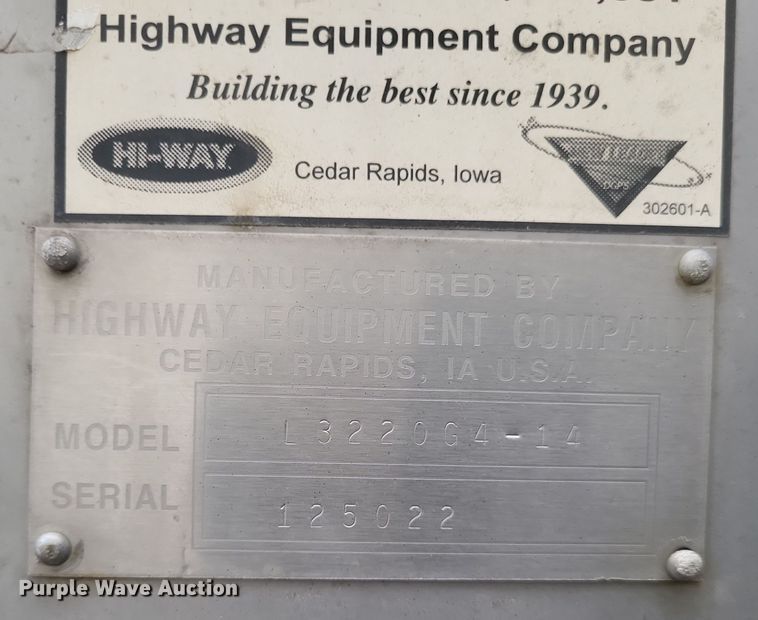 Highway Equipment Company
Building the best since 1939.
HI-WAY
Cedar Rapids, Iowa
DGPS
302601-A
MANUFACTURED BY
HIGHWAY EQUIPMENT COMPANY
CEDAR RAPIDS, IA U.S.A.
MODEL L3220G4-14
SERIAL 125022
Purple Wave Auction